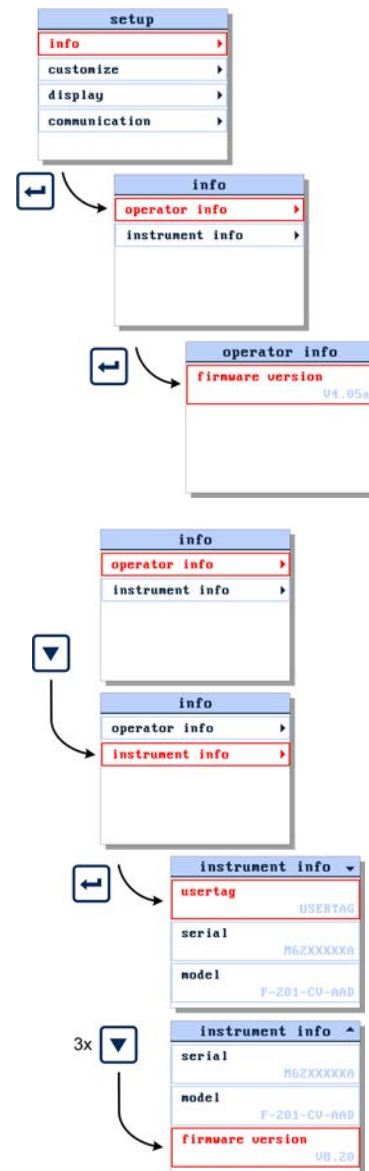 setup
info
customize
display
communication
info
operator info
instrument info
operator info
firmware version
V4.05a
info
operator info
instrument info
info
operator info
instrument info
instrument info
usertag
USERTAG
serial
M62XXXXXA
model
F-201-CV-AAD
3x
instrument info
serial
M62XXXXXA
model
F-201-CV-AAD
firmware version
V8.20